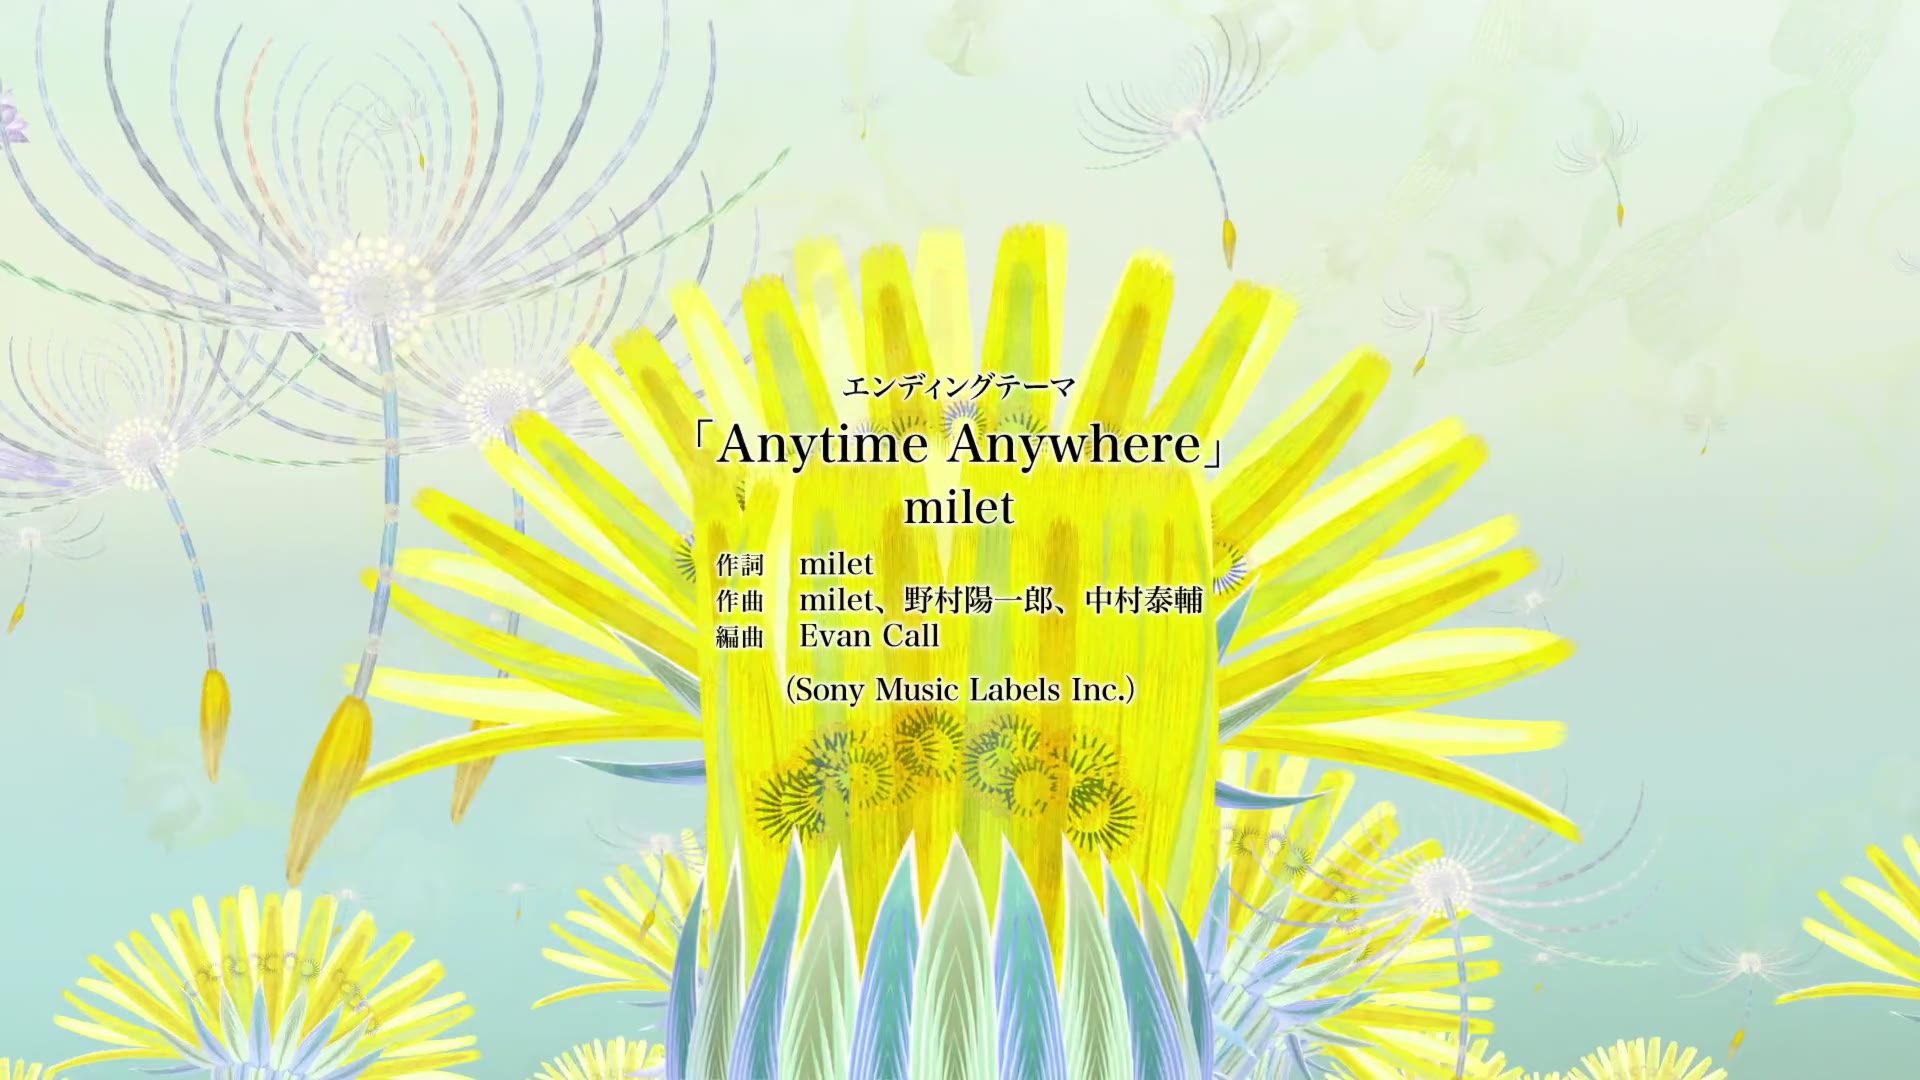 エンディングテーマ
「Anytime Anywhere」
milet
作詞 milet
作曲 milet、野村陽一郎、中村泰輔
編曲 Evan Call
(Sony Music Labels Inc.)